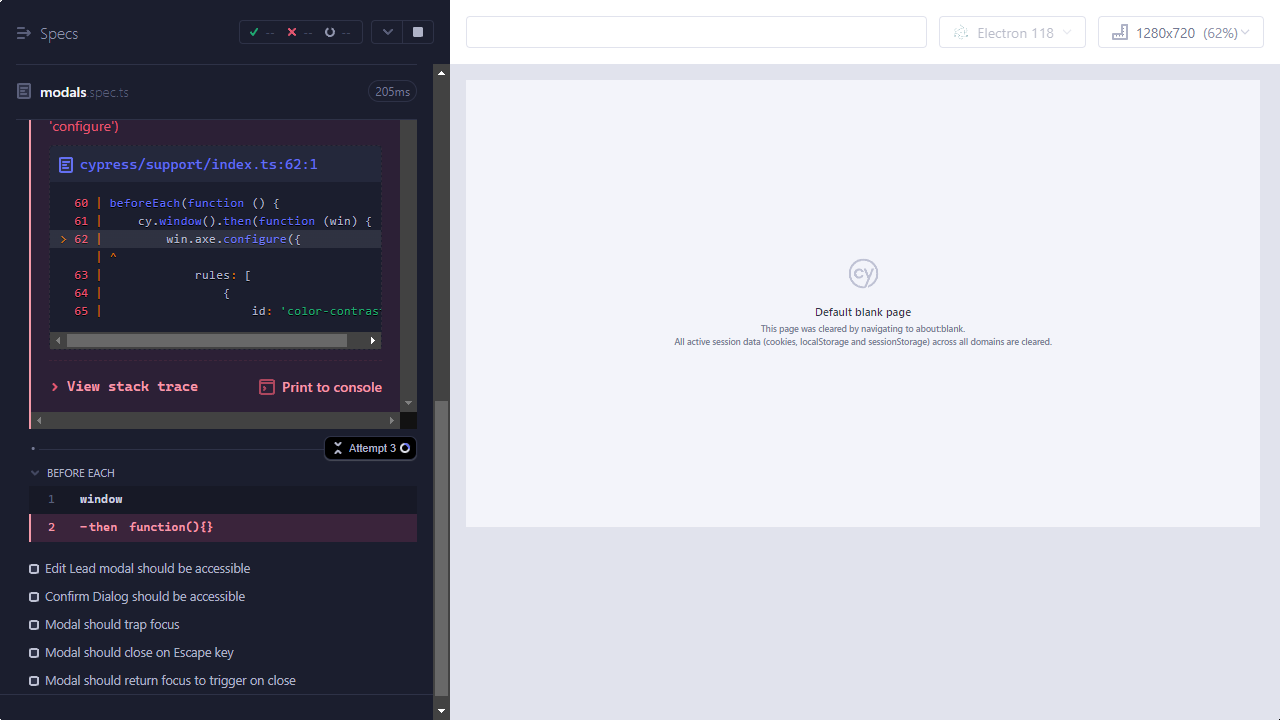 Specs
--
--
--
Electron 118
1280x720 (62%)
modals.spec.ts
205ms
'configure')
cypress/support/index.ts:62:1
60 | beforeEach(function () {
61 |     cy.window().then(function (win) {
> 62 |         win.axe.configure({
| ^
63 |             rules: [
64 |                 {
65 |                     id: 'color-contras
View stack trace
Print to console
Attempt 3
BEFORE EACH
1 window
2 -then function(){}
Edit Lead modal should be accessible
Confirm Dialog should be accessible
Modal should trap focus
Modal should close on Escape key
Modal should return focus to trigger on close
cy
Default blank page
This page was cleared by navigating to about:blank.
All active session data (cookies, localStorage and sessionStorage) across all domains are cleared.